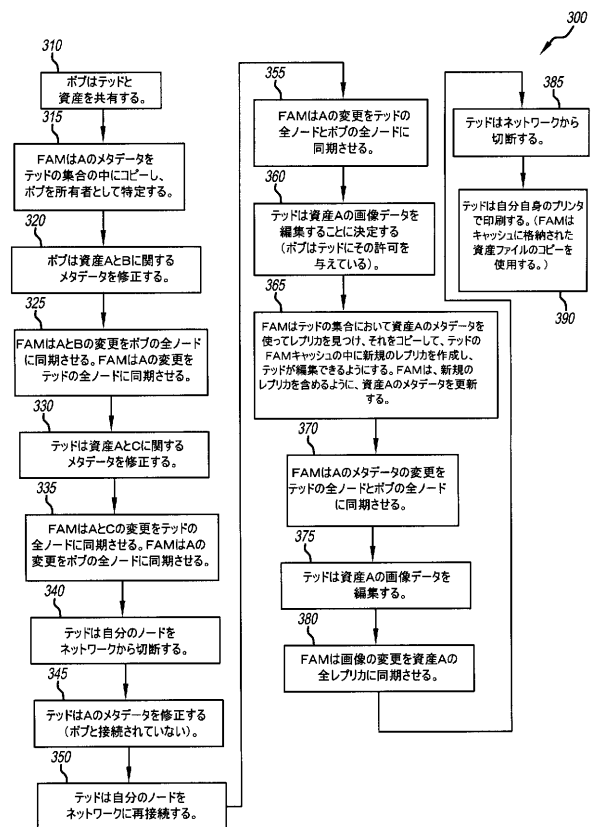 300
310
ボブはテッドと
資産を共有する。
315
FAMはAのメタデータを
テッドの集合の中にコピーし、
ボブを所有者として特定する。
320
ボブは資産AとBに関する
メタデータを修正する。
325
FAMはAとBの変更をボブの全ノード
に同期させる。FAMはAの変更を
テッドの全ノードに同期させる。
330
テッドは資産AとCに関する
メタデータを修正する。
335
FAMはAとCの変更をテッドの
全ノードに同期させる。FAMはAの
変更をボブの全ノードに同期させる。
340
テッドは自分のノードを
ネットワークから切断する。
345
テッドはAのメタデータを修正する
(ボブと接続されていない)。
350
テッドは自分のノードを
ネットワークに再接続する。
355
FAMはAの変更をテッドの
全ノードとボブの全ノードに
同期させる。
360
テッドは資産Aの画像データを
編集することに決定する
(ボブはテッドにその許可を
与えている)。
365
FAMはテッドの集合において資産Aのメタデータを
使ってレプリカを見つけ、それをコピーして、テッドの
FAMキャッシュの中に新規のレプリカを作成し、
テッドが編集できるようにする。FAMは、新規の
レプリカを含めるように、資産Aのメタデータを更新
する。
370
FAMはAのメタデータの変更を
テッドの全ノードとボブの全ノード
に同期させる。
375
テッドは資産Aの画像データを
編集する。
380
FAMは画像の変更を資産Aの
全レプリカに同期させる。
385
テッドはネットワークから
切断する。
テッドは自分自身のプリンタ
で印刷する。(FAMは
キャッシュに格納された
資産ファイルのコピーを
使用する。)
390